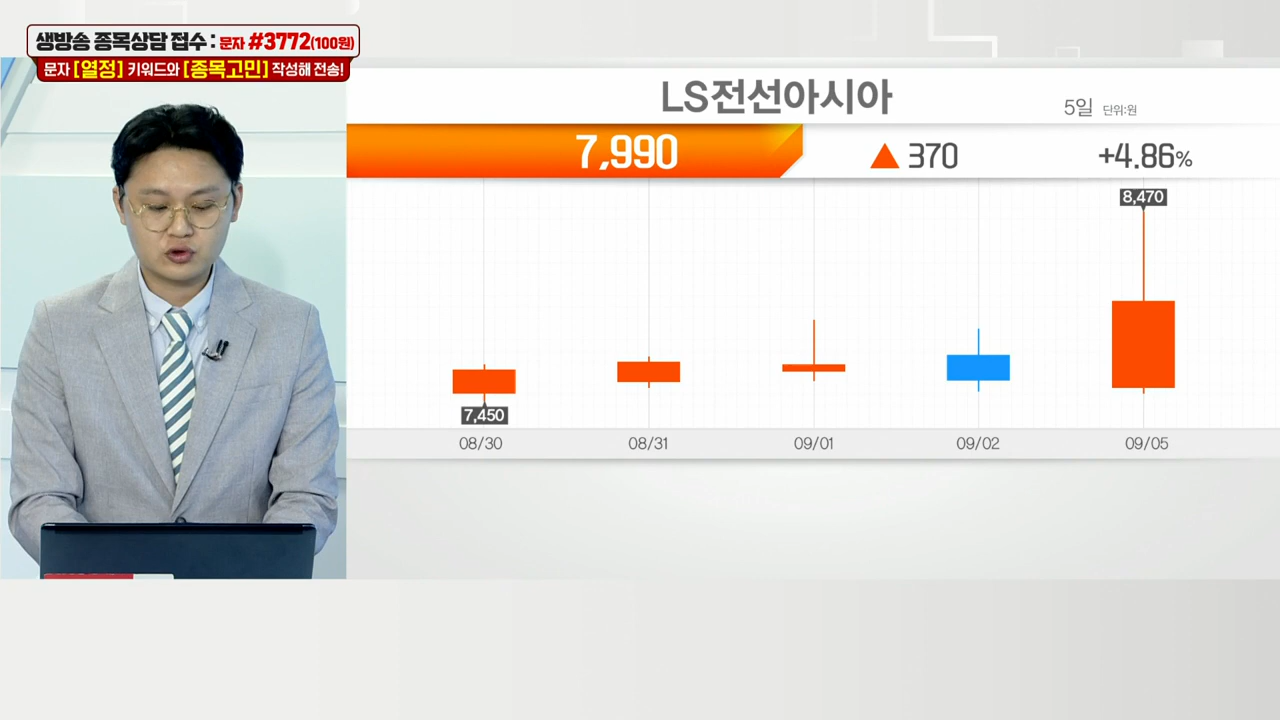 생방송 종목상담 접수 : 문자 #3772(100원)
문자 [열정] 키워드와 [종목고민] 작성해 전송!
LS전선아시아
5일 단위:원
7,990 ▲ 370 +4.86%
8,470
7,450
08/30 08/31 09/01 09/02 09/05